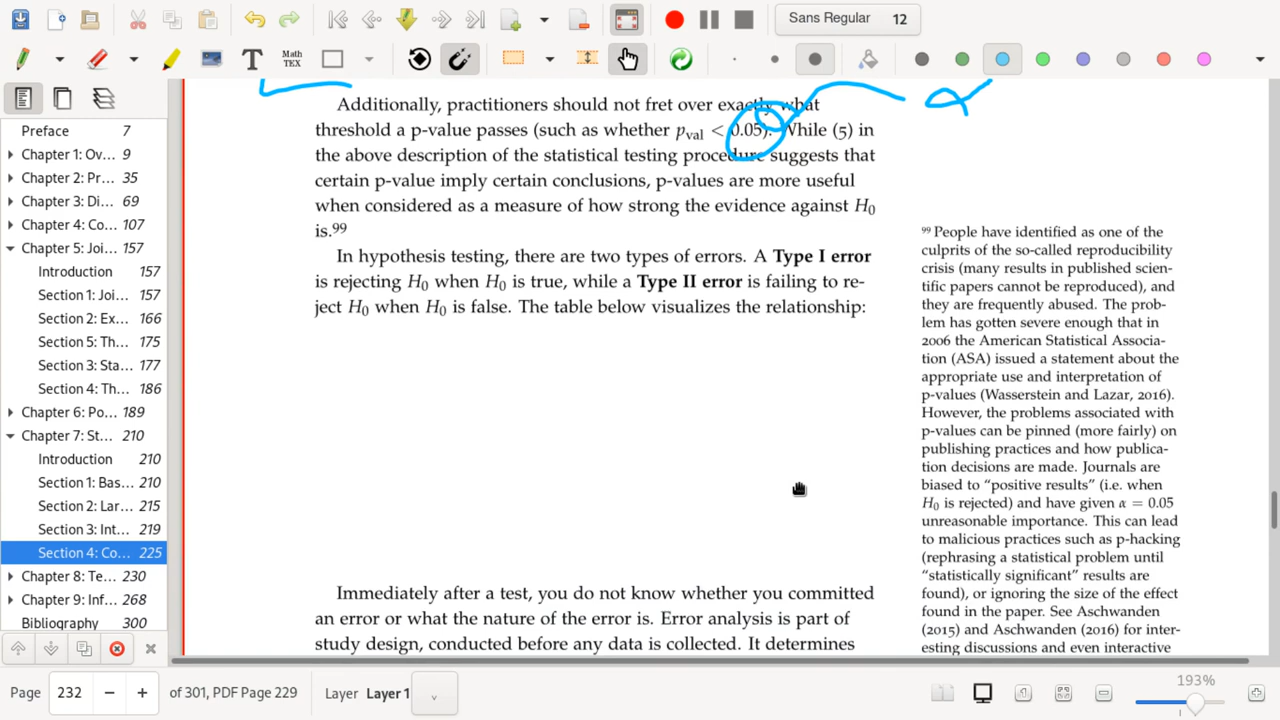 Sans Regular 12
Math
TEX
Preface 7
Chapter 1: Ov... 9
Chapter 2: Pr... 35
Chapter 3: Di... 69
Chapter 4: Co... 107
Chapter 5: Joi... 157
Introduction 157
Section 1: Joi... 157
Section 2: Ex... 166
Section 5: Th... 175
Section 3: Sta... 177
Section 4: Th... 186
Chapter 6: Po... 189
Chapter 7: St... 210
Introduction 210
Section 1: Bas... 210
Section 2: Lar... 215
Section 3: Int... 219
Section 4: Co... 225
Chapter 8: Te... 230
Chapter 9: Inf... 268
Bibliography 300
α
Additionally, practitioners should not fret over exactly what
threshold a p-value passes (such as whether pval < 0.05). While (5) in
the above description of the statistical testing procedure suggests that
certain p-value imply certain conclusions, p-values are more useful
when considered as a measure of how strong the evidence against H0
is.99
In hypothesis testing, there are two types of errors. A Type I error
is rejecting H0 when H0 is true, while a Type II error is failing to re-
ject H0 when H0 is false. The table below visualizes the relationship:
Immediately after a test, you do not know whether you committed
an error or what the nature of the error is. Error analysis is part of
study design, conducted before any data is collected. It determines
99 People have identified as one of the
culprits of the so-called reproducibility
crisis (many results in published scien-
tific papers cannot be reproduced), and
they are frequently abused. The prob-
lem has gotten severe enough that in
2006 the American Statistical Associa-
tion (ASA) issued a statement about the
appropriate use and interpretation of
p-values (Wasserstein and Lazar, 2016).
However, the problems associated with
p-values can be pinned (more fairly) on
publishing practices and how publica-
tion decisions are made. Journals are
biased to “positive results” (i.e. when
H0 is rejected) and have given α = 0.05
unreasonable importance. This can lead
to malicious practices such as p-hacking
(rephrasing a statistical problem until
“statistically significant” results are
found), or ignoring the size of the effect
found in the paper. See Aschwanden
(2015) and Aschwanden (2016) for inter-
esting discussions and even interactive
Page 232 of 301, PDF Page 229 Layer Layer 1 193%